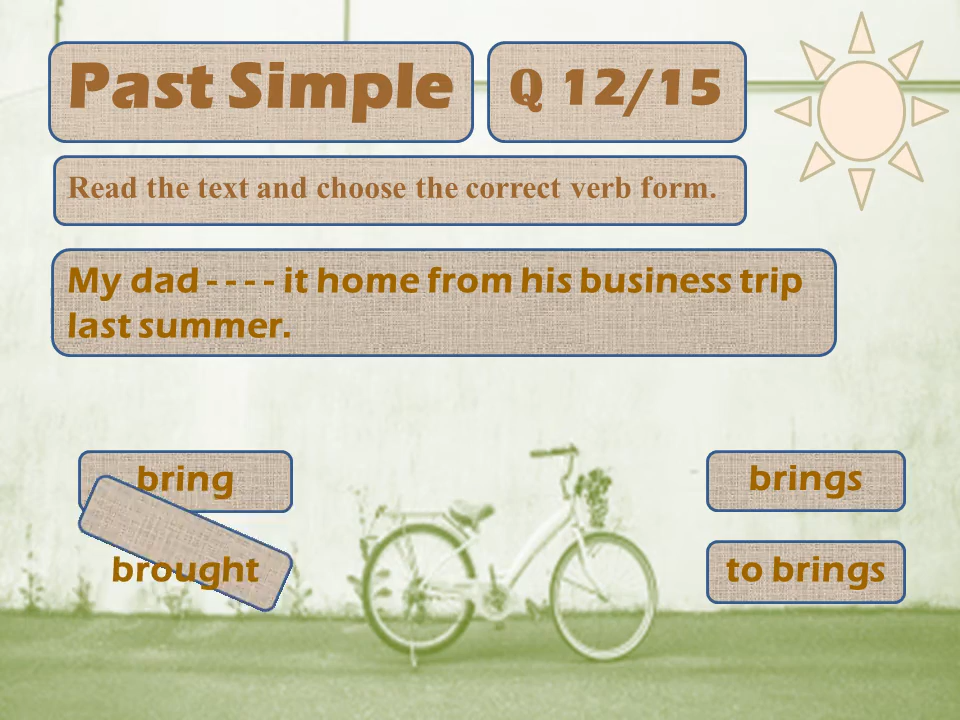 Past Simple
Q 12/15
Read the text and choose the correct verb form.
My dad - - - - it home from his business trip
last summer.
bring
brings
brought
to brings